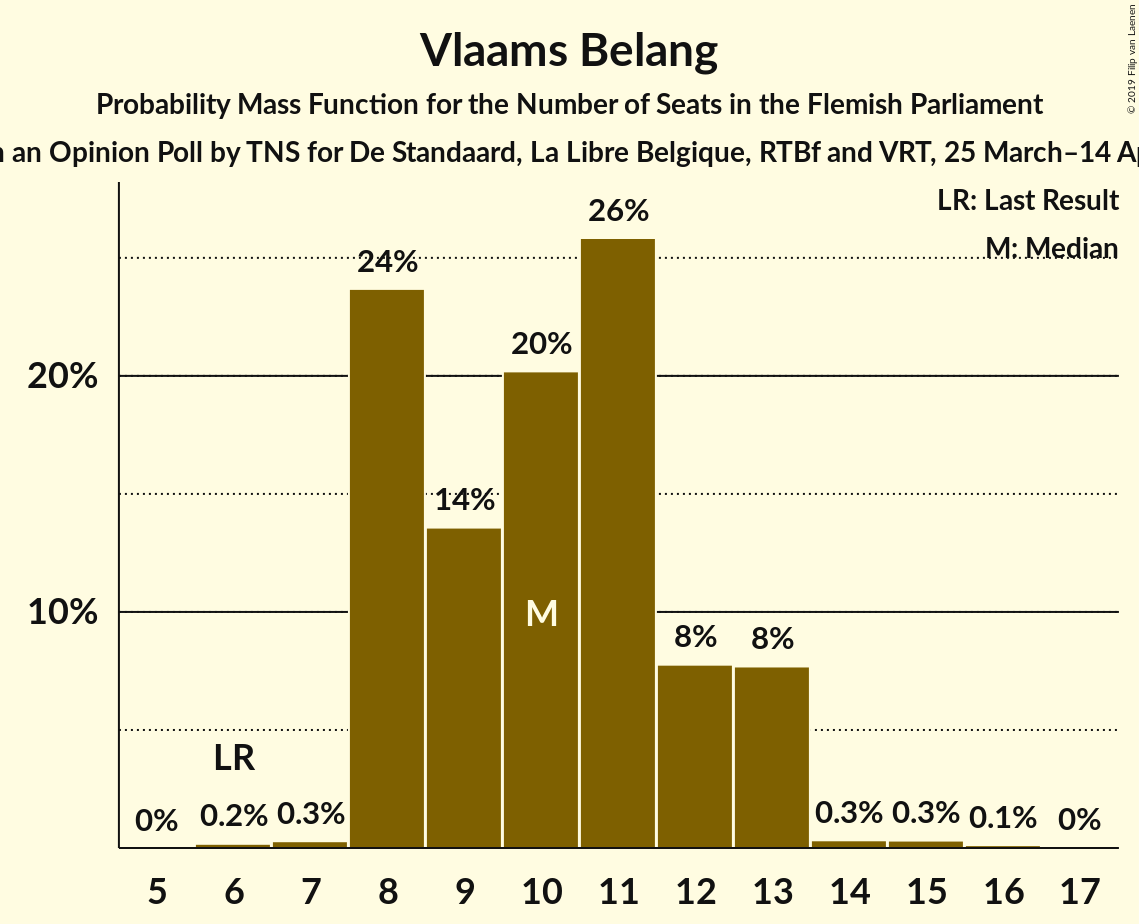 © 2019 Filip van Laenen
Vlaams Belang
Probability Mass Function for the Number of Seats in the Flemish Parliament
an Opinion Poll by TNS for De Standaard, La Libre Belgique, RTBf and VRT, 25 March–14
LR: Last Result
M: Median
26%
24%
20%
20%
14%
10%
M
8%
8%
LR
0%
0.2%
0.3%
0.3%
0.3%
0.1%
0%
5 6 7 8 9 10 11 12 13 14 15 16 17